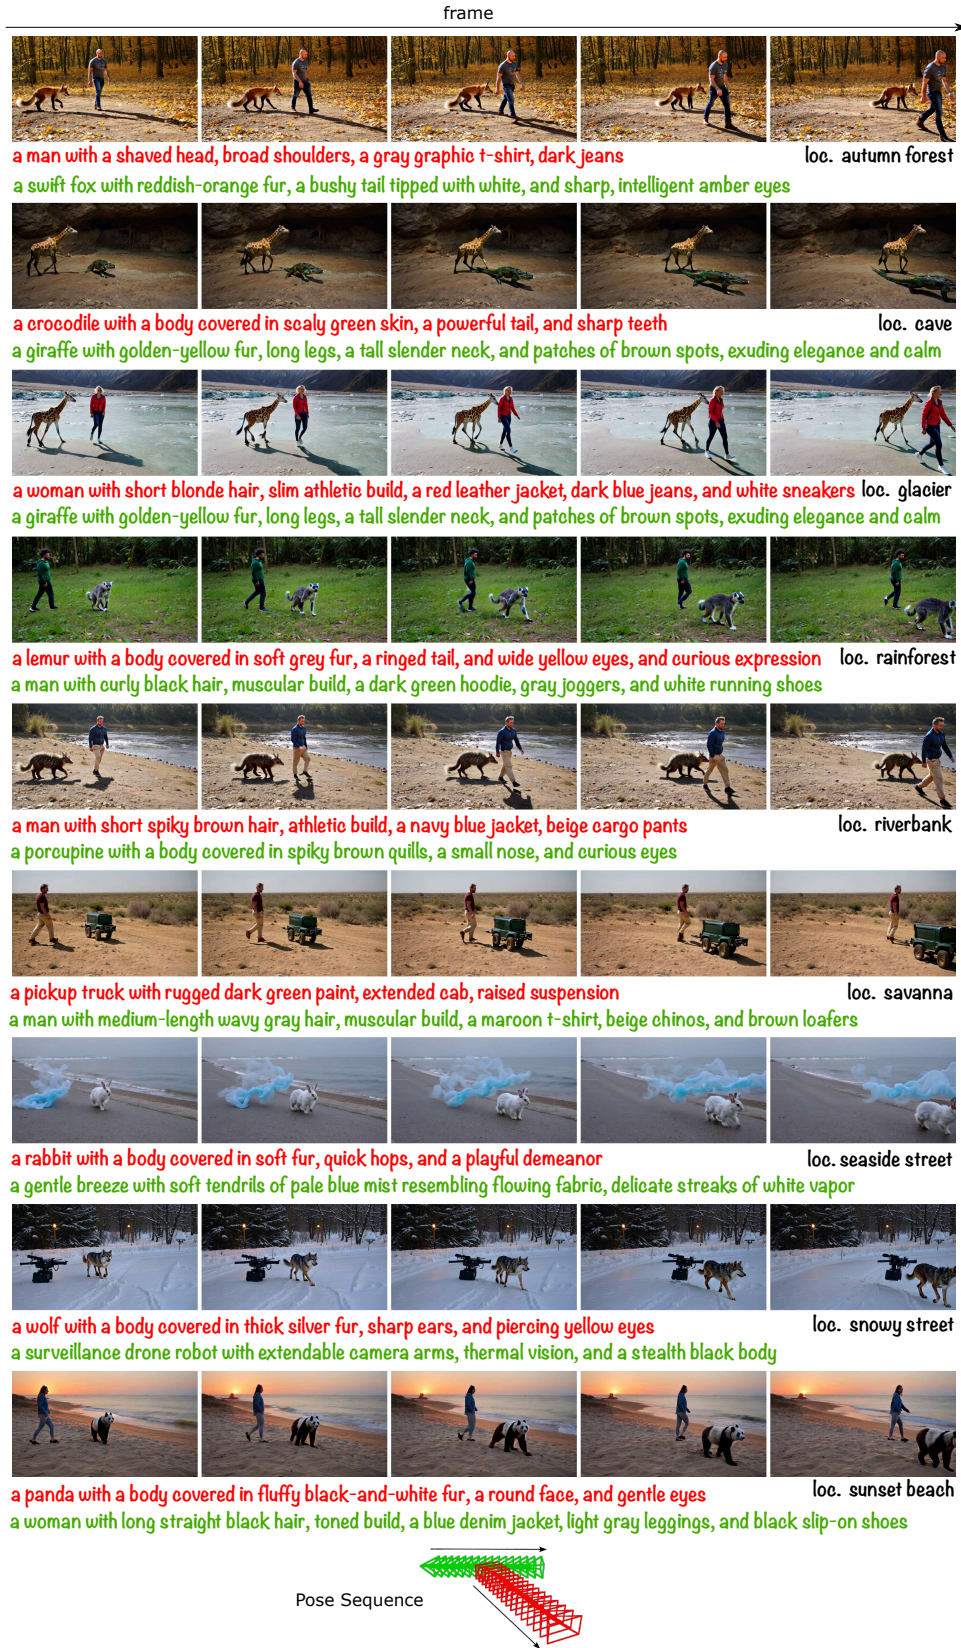 frame
a man with a shaved head, broad shoulders, a gray graphic t-shirt, dark jeans loc. autumn forest
a swift fox with reddish-orange fur, a bushy tail tipped with white, and sharp, intelligent amber eyes
a crocodile with a body covered in scaly green skin, a powerful tail, and sharp teeth loc. cave
a giraffe with golden-yellow fur, long legs, a tall slender neck, and patches of brown spots, exuding elegance and calm
a woman with short blonde hair, slim athletic build, a red leather jacket, dark blue jeans, and white sneakers loc. glacier
a giraffe with golden-yellow fur, long legs, a tall slender neck, and patches of brown spots, exuding elegance and calm
a lemur with a body covered in soft grey fur, a ringed tail, and wide yellow eyes, and curious expression loc. rainforest
a man with curly black hair, muscular build, a dark green hoodie, gray joggers, and white running shoes
a man with short spiky brown hair, athletic build, a navy blue jacket, beige cargo pants loc. riverbank
a porcupine with a body covered in spiky brown quills, a small nose, and curious eyes
a pickup truck with rugged dark green paint, extended cab, raised suspension loc. savanna
a man with medium-length wavy gray hair, muscular build, a maroon t-shirt, beige chinos, and brown loafers
a rabbit with a body covered in soft fur, quick hops, and a playful demeanor loc. seaside street
a gentle breeze with soft tendrils of pale blue mist resembling flowing fabric, delicate streaks of white vapor
a wolf with a body covered in thick silver fur, sharp ears, and piercing yellow eyes loc. snowy street
a surveillance drone robot with extendable camera arms, thermal vision, and a stealth black body
a panda with a body covered in fluffy black-and-white fur, a round face, and gentle eyes loc. sunset beach
a woman with long straight black hair, toned build, a blue denim jacket, light gray leggings, and black slip-on shoes
Pose Sequence